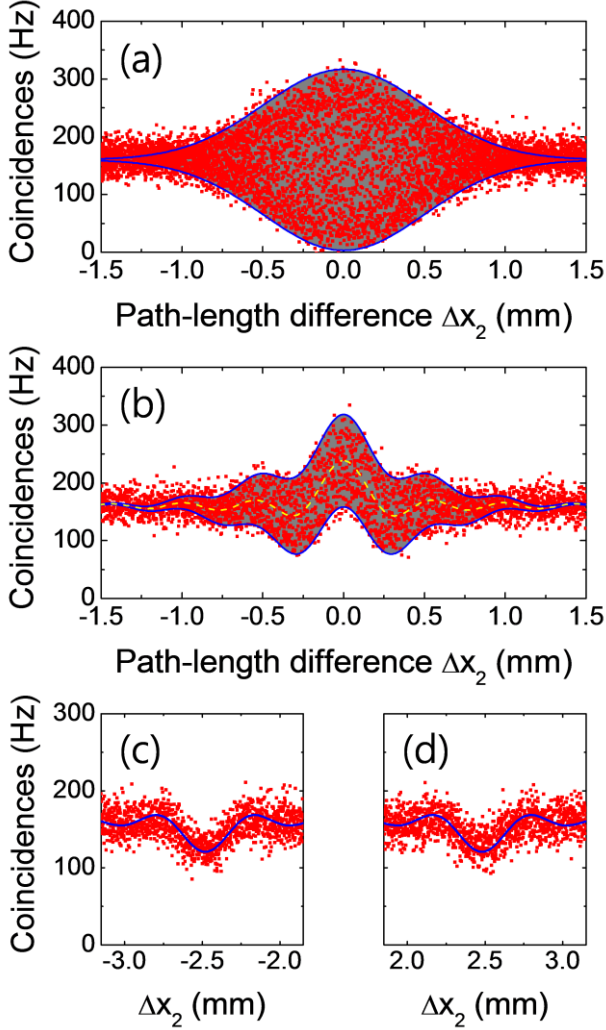 (a)
Coincidences (Hz)
400
300
200
100
0
-1.5 -1.0 -0.5 0.0 0.5 1.0 1.5
Path-length difference Δx₂ (mm)
(b)
Coincidences (Hz)
400
300
200
100
0
-1.5 -1.0 -0.5 0.0 0.5 1.0 1.5
Path-length difference Δx₂ (mm)
(c) (d)
Coincidences (Hz)
300
200
100
0
-3.0 -2.5 -2.0 2.0 2.5 3.0
Δx₂ (mm) Δx₂ (mm)